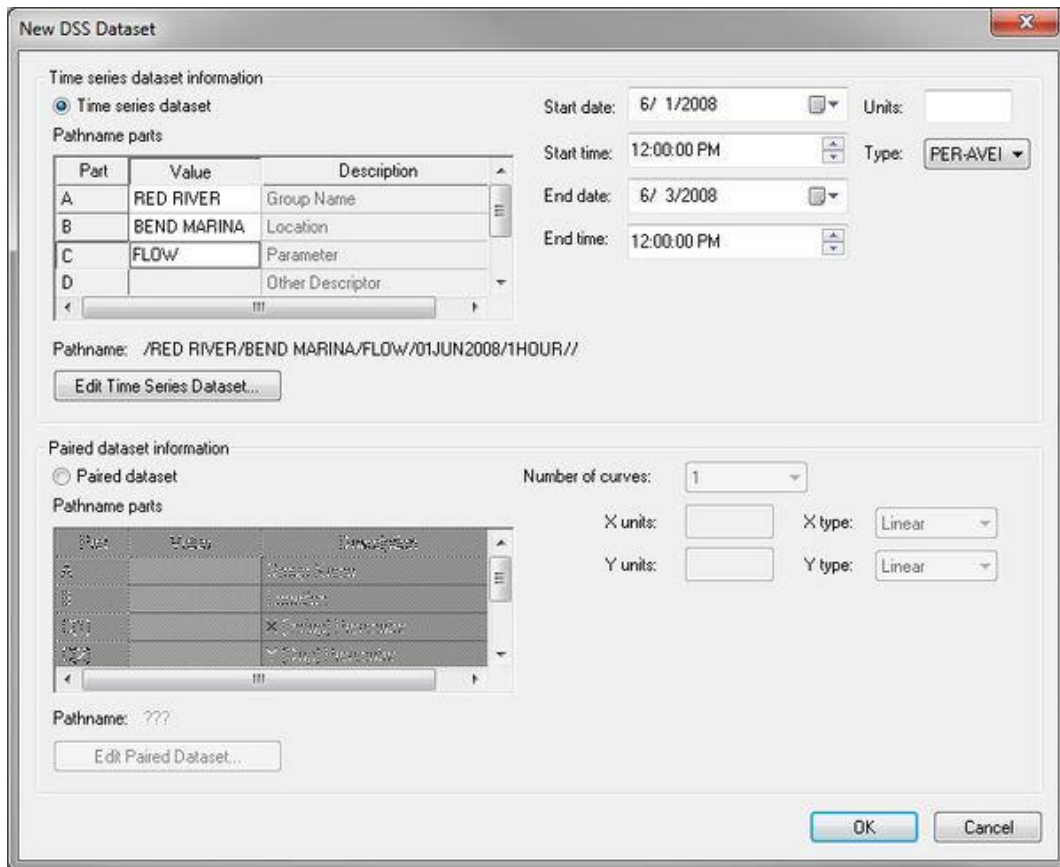 New DSS Dataset
Time series dataset information
Time series dataset
Pathname parts
Part Value Description
A RED RIVER Group Name
B BEND MARINA Location
C FLOW Parameter
D Other Descriptor
Start date: 6/ 1/2008 Units:
Start time: 12:00:00 PM Type: PER-AVEI
End date: 6/ 3/2008
End time: 12:00:00 PM
Pathname: /RED RIVER/BEND MARINA/FLOW/01JUN2008/1HOUR//
Edit Time Series Dataset...
Paired dataset information
Paired dataset
Pathname parts
Number of curves: 1
X units: X type: Linear
Y units: Y type: Linear
Part Value Description
A
B
Pathname: ???
Edit Paired Dataset...
OK Cancel